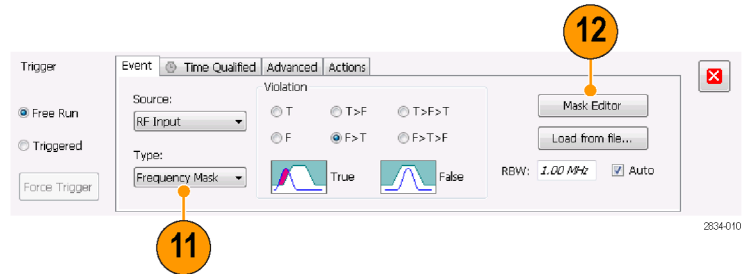 12
Trigger
Event Time Qualified Advanced Actions
Free Run
Triggered
Force Trigger
Source:
RF Input
Type:
Frequency Mask
Violation
T T>F T>F>T
F F>T F>T>F
True False
Mask Editor
Load from file...
RBW: 1.00 MHz Auto
11
2834-010